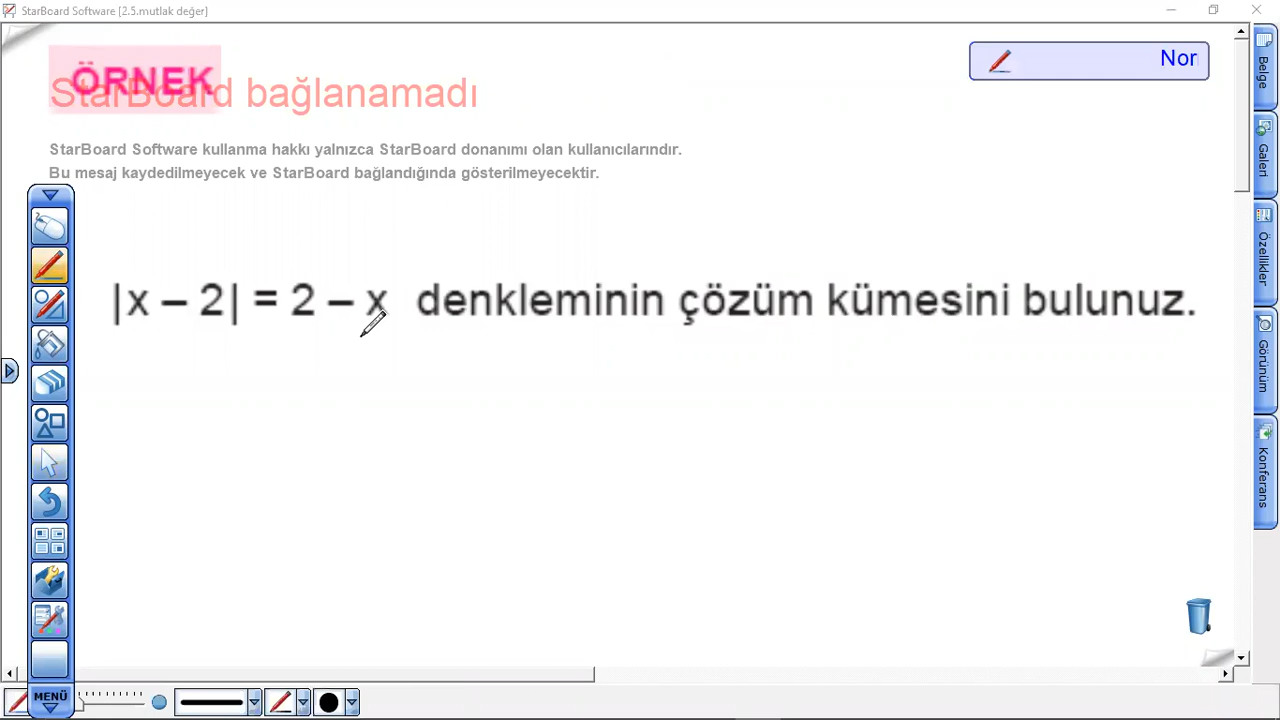 StarBoard Software [2.5.mutlak değer]
ÖRNEK
StarBoard bağlanamadı
Nor
StarBoard Software kullanma hakkı yalnızca StarBoard donanımı olan kullanıcılarındır.
Bu mesaj kaydedilmeyecek ve StarBoard bağlandığında gösterilmeyecektir.
|x – 2| = 2 – x denkleminin çözüm kümesini bulunuz.
Belge
Galeri
Özellikler
Görünüm
Konferans
MENÜ